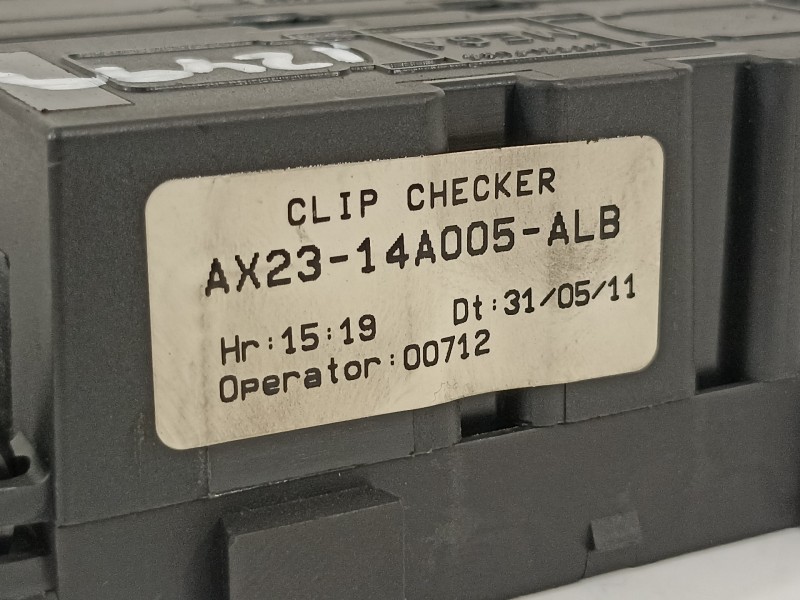 CLIP CHECKER
AX23-14A005-ALB
Hr:15:19 Dt:31/05/11
Operator:00712